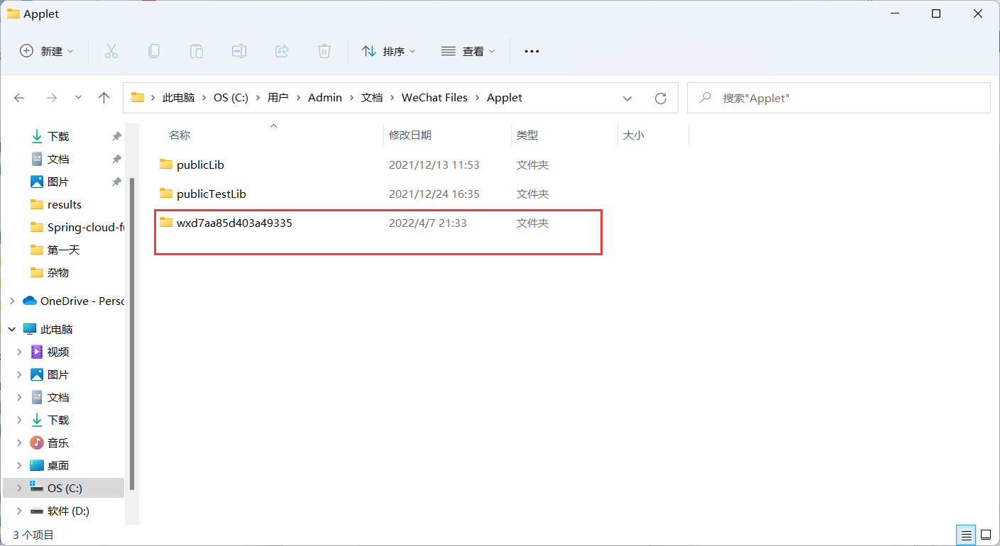 Applet
新建
排序
查看
此电脑 OS (C:) 用户 Admin 文档 WeChat Files Applet
搜索"Applet"
名称 修改日期 类型 大小
publicLib 2021/12/13 11:53 文件夹
publicTestLib 2021/12/24 16:35 文件夹
wxd7aa85d403a49335 2022/4/7 21:33 文件夹
下载
文档
图片
results
Spring-cloud-fu
第一天
杂物
OneDrive - Perso
此电脑
视频
图片
文档
下载
音乐
桌面
OS (C:)
软件 (D:)
3 个项目